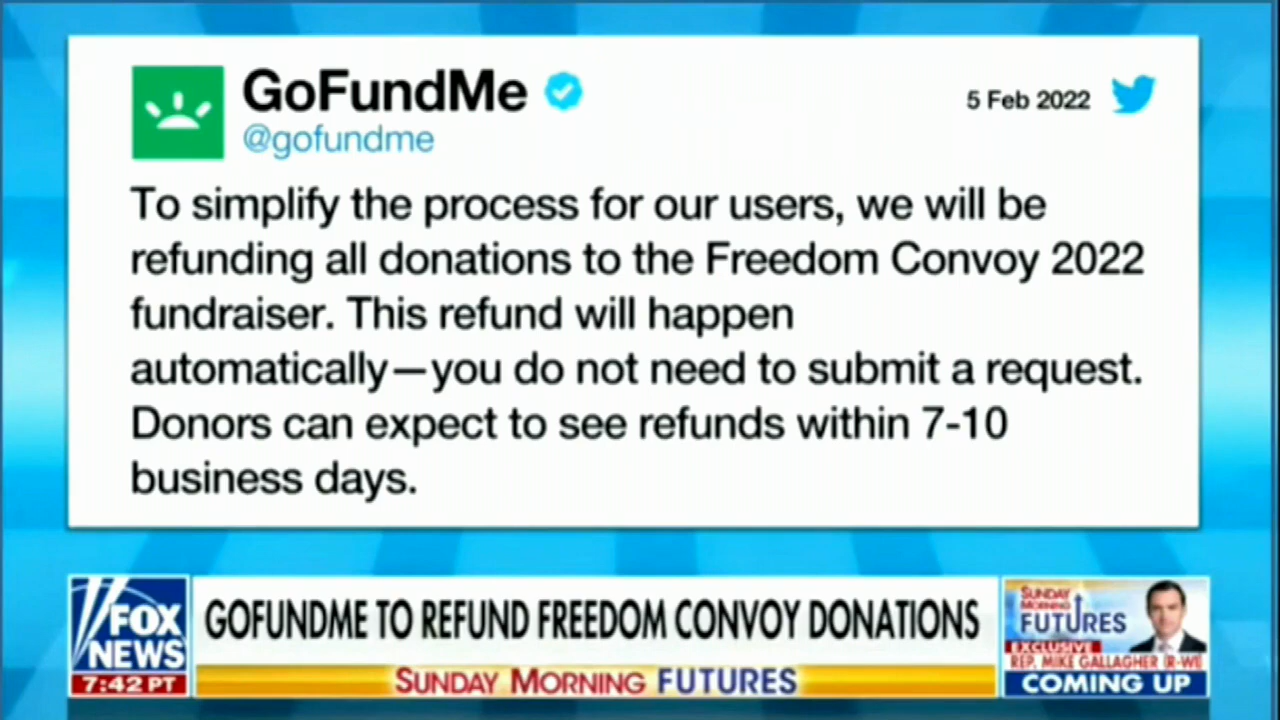 GoFundMe
@gofundme
5 Feb 2022
To simplify the process for our users, we will be
refunding all donations to the Freedom Convoy 2022
fundraiser. This refund will happen
automatically—you do not need to submit a request.
Donors can expect to see refunds within 7-10
business days.
FOX
NEWS
7:42 PT
GOFUNDME TO REFUND FREEDOM CONVOY DONATIONS
SUNDAY MORNING FUTURES
SUNDAY
MORNING
FUTURES
EXCLUSIVE
REP. MIKE GALLAGHER (R-WI)
COMING UP